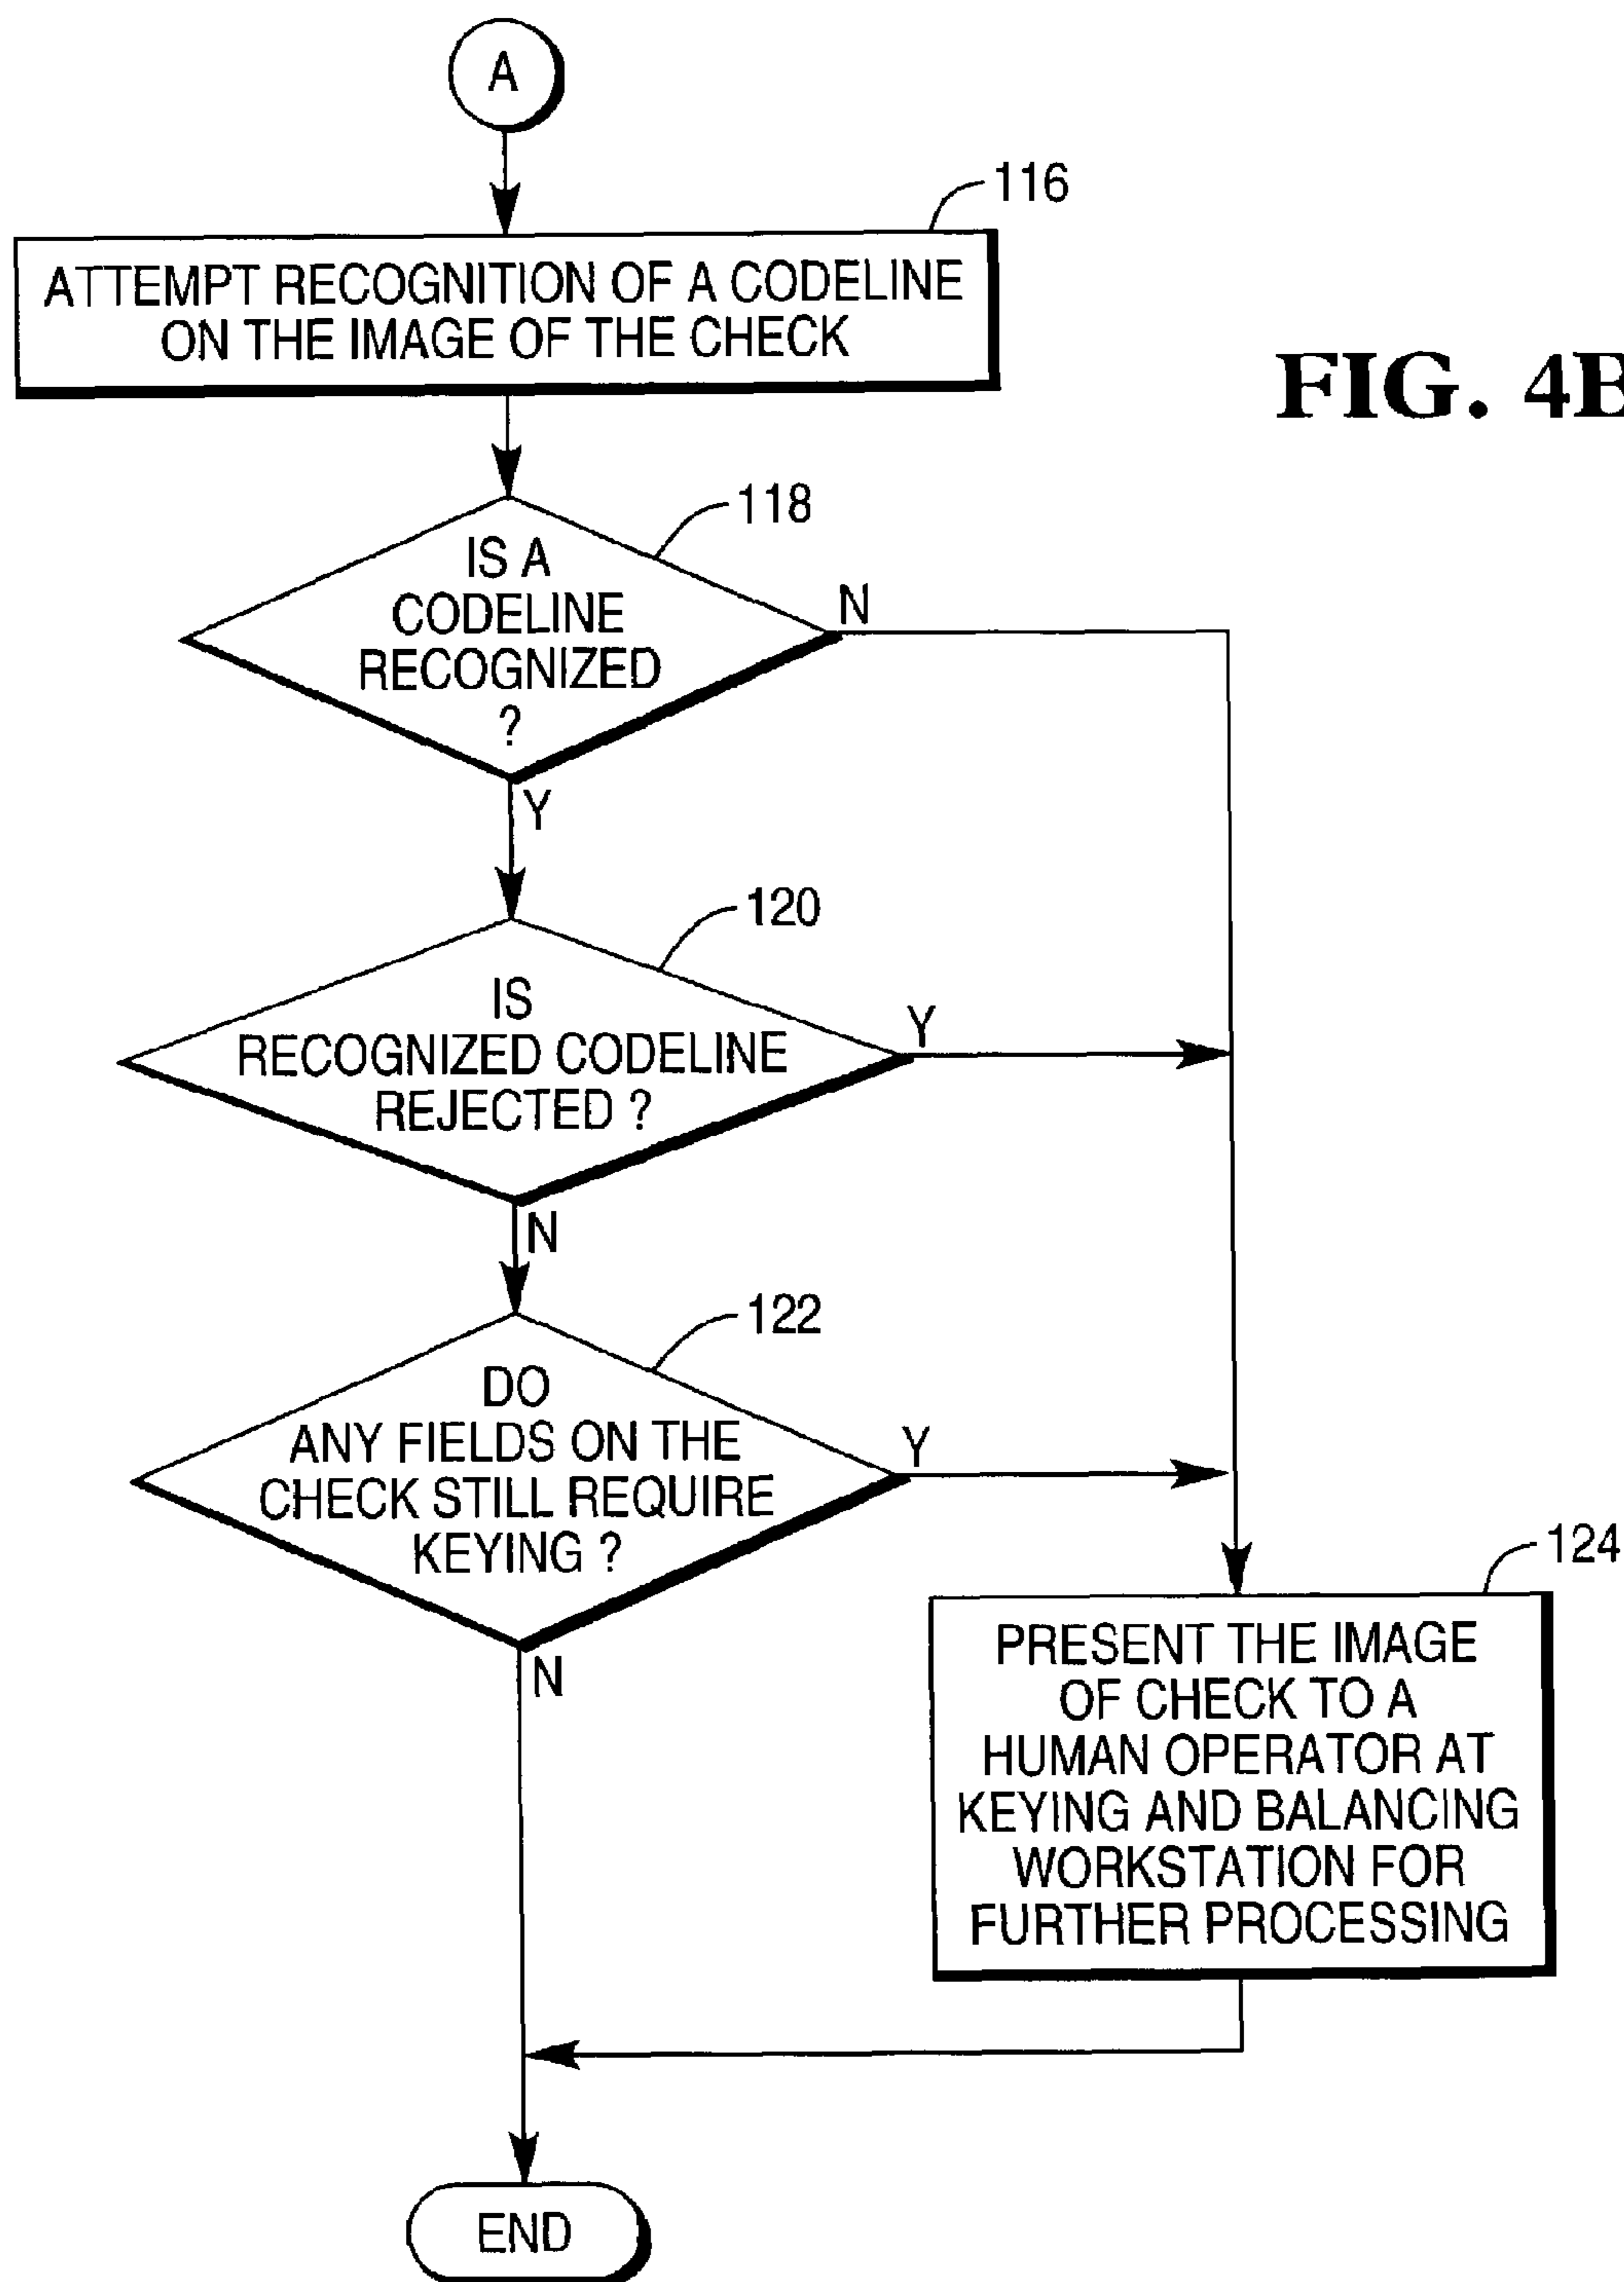 A
116
ATTEMPT RECOGNITION OF A CODELINE
ON THE IMAGE OF THE CHECK
FIG. 4B
118
IS A
CODELINE
RECOGNIZED
?
N
Y
120
IS
RECOGNIZED CODELINE
REJECTED ?
Y
N
122
DO
ANY FIELDS ON THE
CHECK STILL REQUIRE
KEYING ?
Y
N
124
PRESENT THE IMAGE
OF CHECK TO A
HUMAN OPERATOR AT
KEYING AND BALANCING
WORKSTATION FOR
FURTHER PROCESSING
END